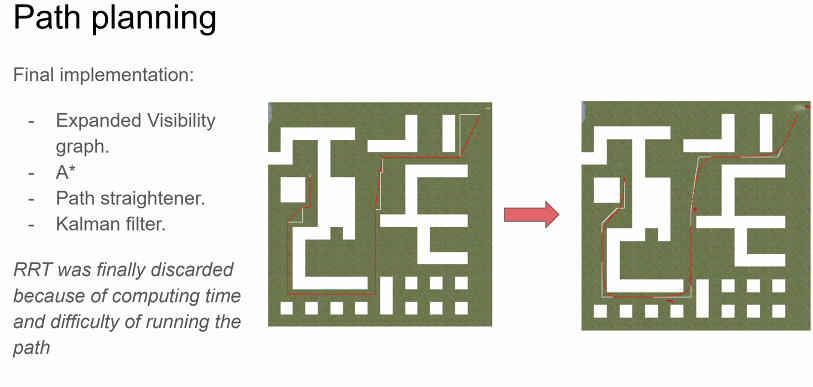 Path planning
Final implementation:
- Expanded Visibility
graph.
- A*
- Path straightener.
- Kalman filter.
RRT was finally discarded
because of computing time
and difficulty of running the
path